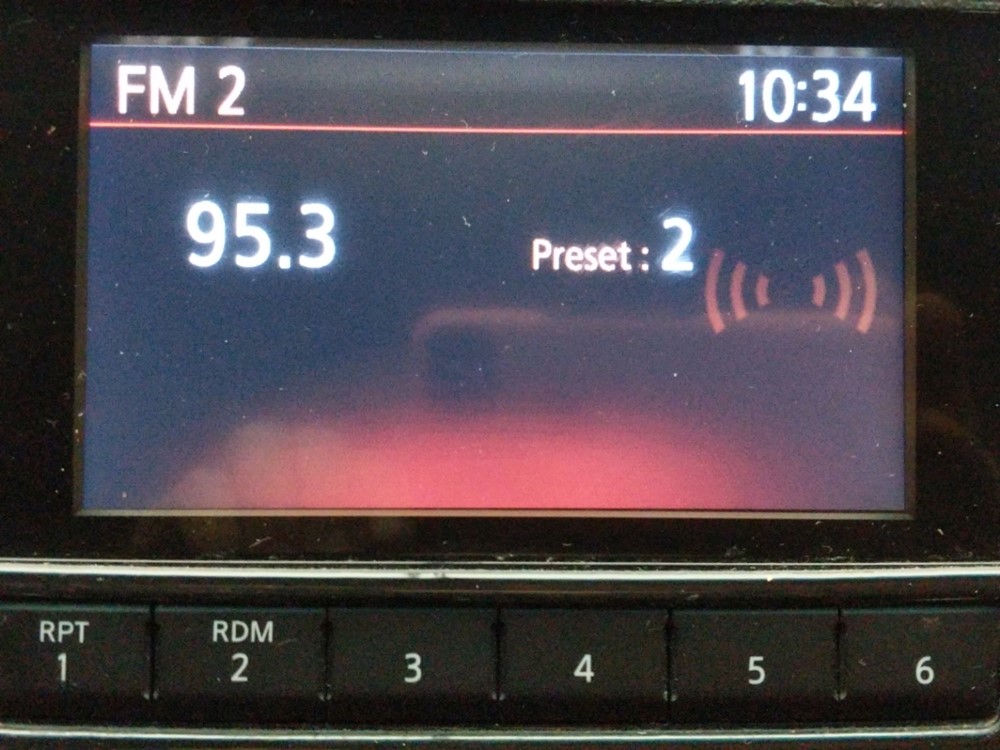 FM 2 10:34
95.3 Preset : 2
RPT RDM
1 2 3 4 5 6